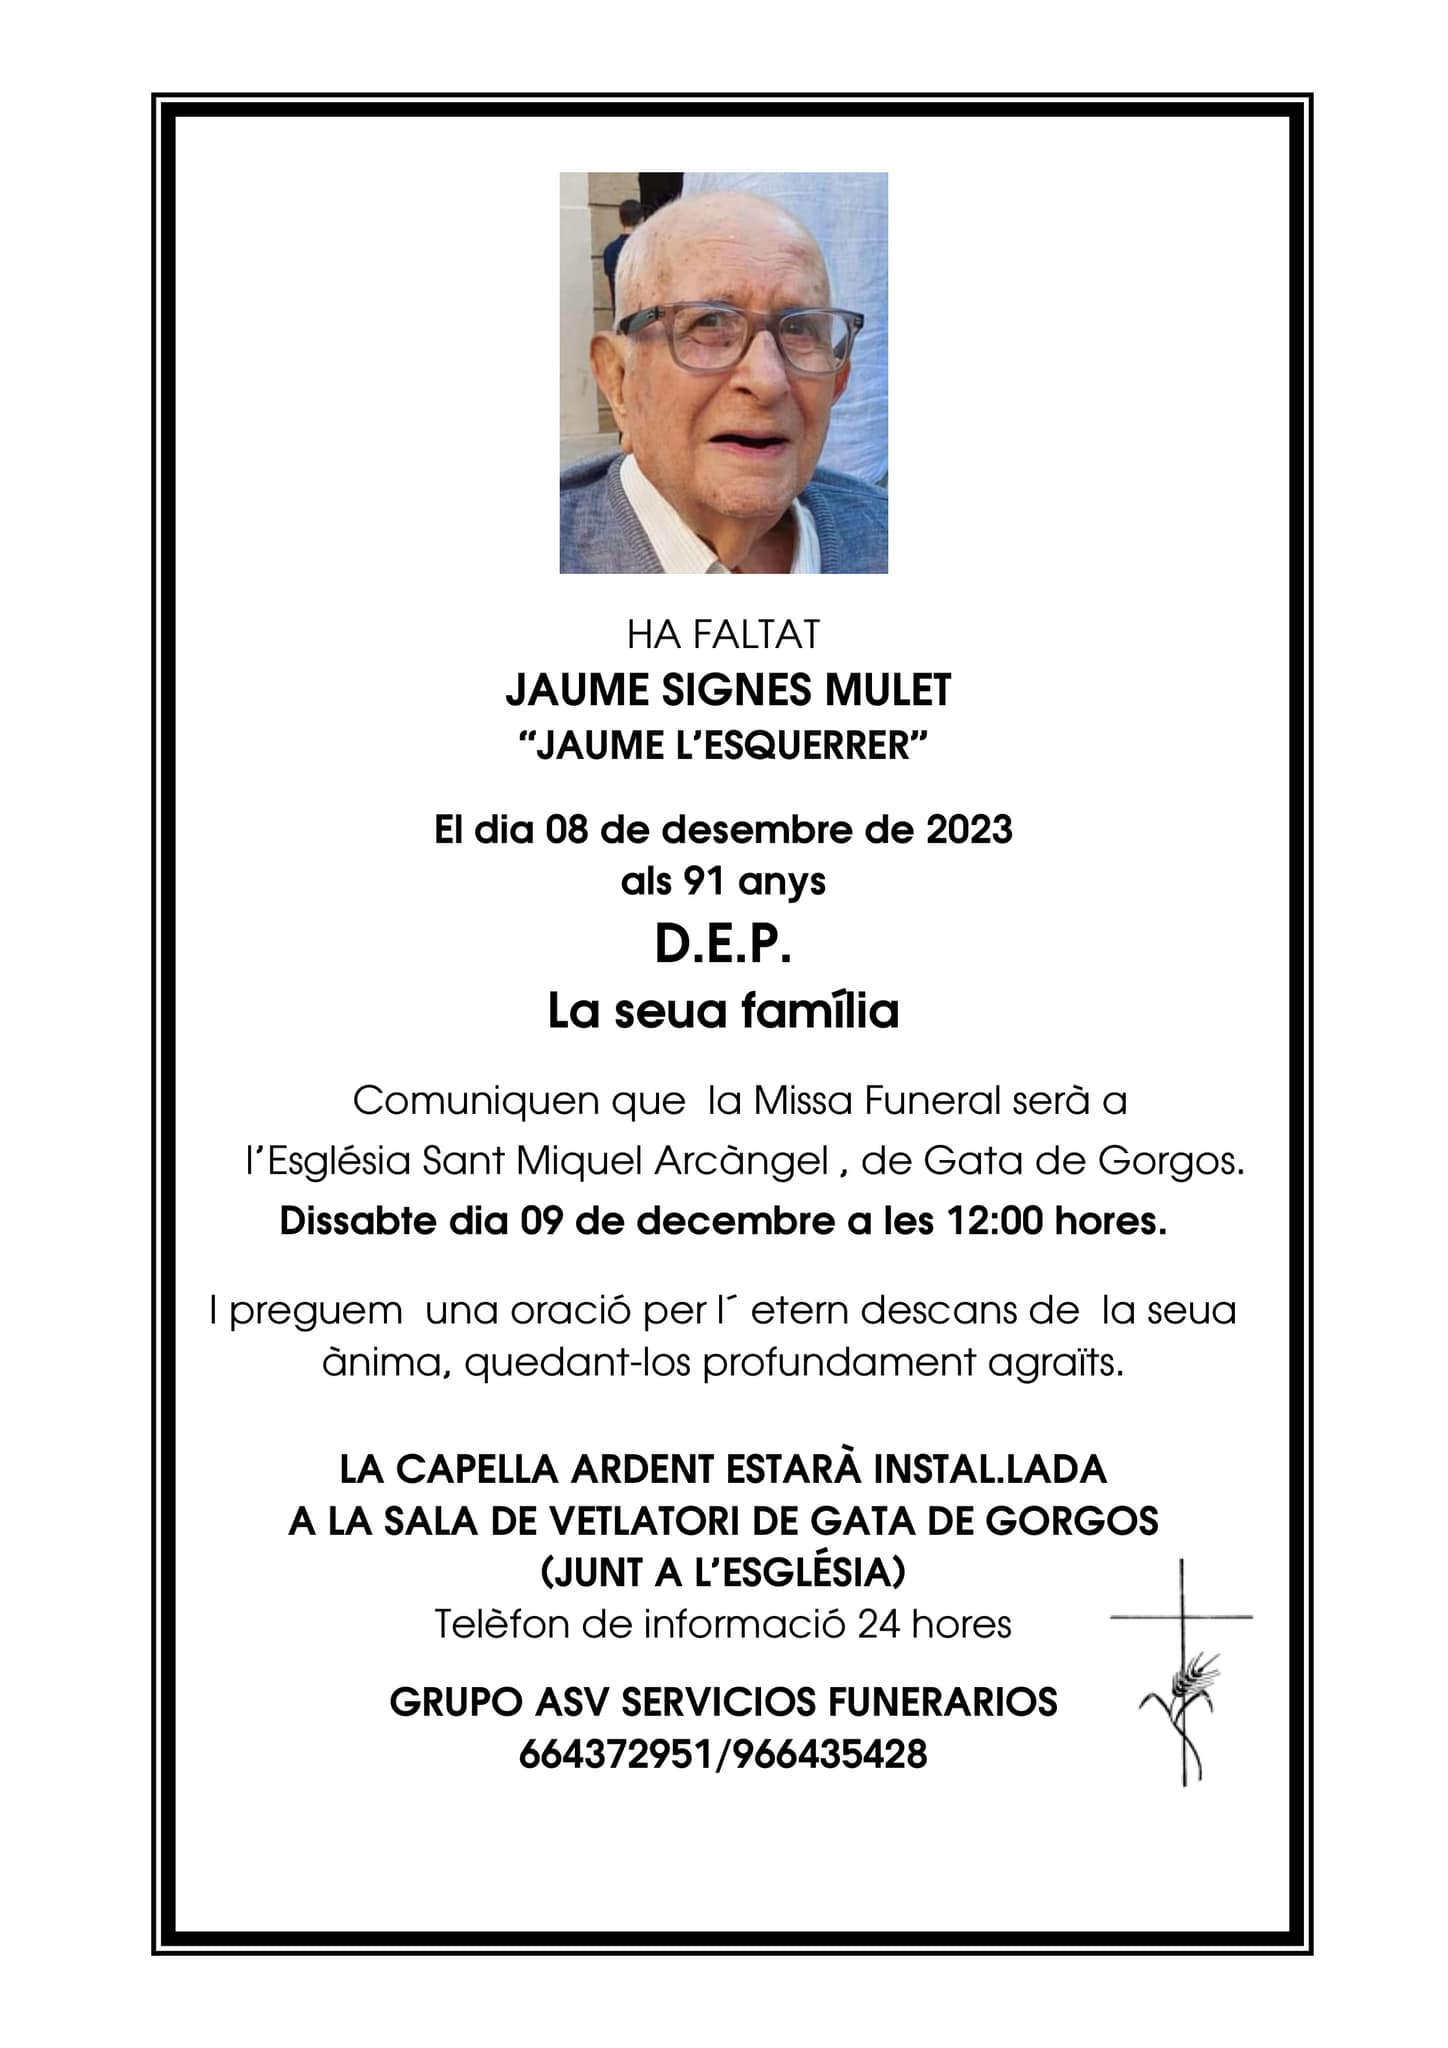 HA FALTAT
JAUME SIGNES MULET
“JAUME L’ESQUERRER”
El dia 08 de desembre de 2023
als 91 anys
D.E.P.
La seua família
Comuniquen que la Missa Funeral serà a
l’Església Sant Miquel Arcàngel , de Gata de Gorgos.
Dissabte dia 09 de decembre a les 12:00 hores.
I preguem una oració per l´ etern descans de la seua
ànima, quedant-los profundament agraïts.
LA CAPELLA ARDENT ESTARÀ INSTAL.LADA
A LA SALA DE VETLATORI DE GATA DE GORGOS
(JUNT A L’ESGLÉSIA)
Telèfon de informació 24 hores
GRUPO ASV SERVICIOS FUNERARIOS
664372951/966435428